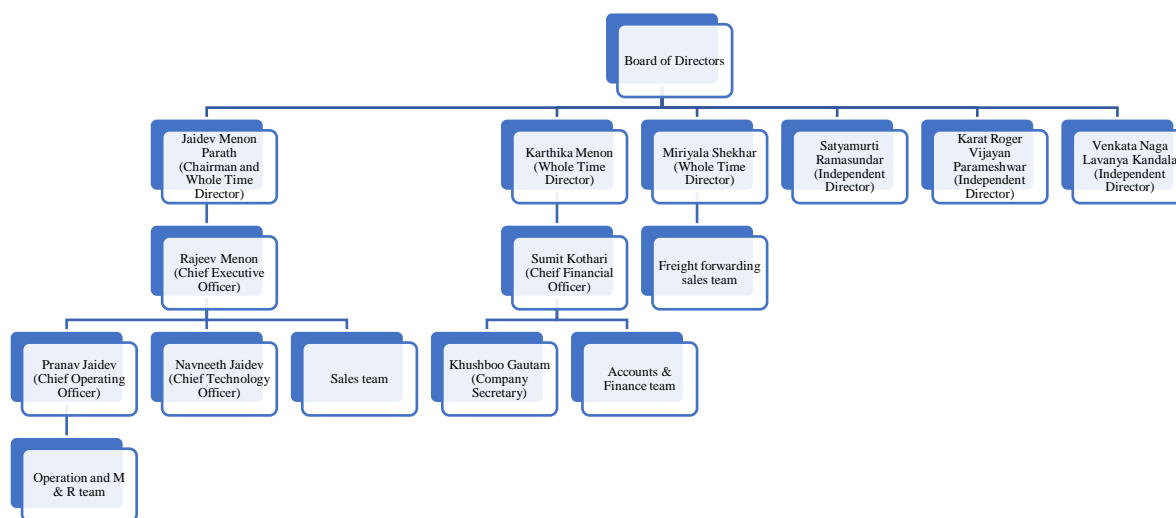 Board of Directors
Jaidev Menon
Parath
(Chairman and
Whole Time
Director)
Karthika Menon
(Whole Time
Director)
Miriyala Shekhar
(Whole Time
Director)
Satyamurti
Ramasundar
(Independent
Director)
Karat Roger
Vijayan
Parameshwar
(Independent
Director)
Venkata Naga
Lavanya Kandala
(Independent
Director)
Rajeev Menon
(Chief Executive
Officer)
Sumit Kothari
(Cheif Financial
Officer)
Freight forwarding
sales team
Pranav Jaidev
(Chief Operating
Officer)
Navneeth Jaidev
(Chief Technology
Officer)
Sales team
Khushboo Gautam
(Company
Secretary)
Accounts &
Finance team
Operation and M
& R team